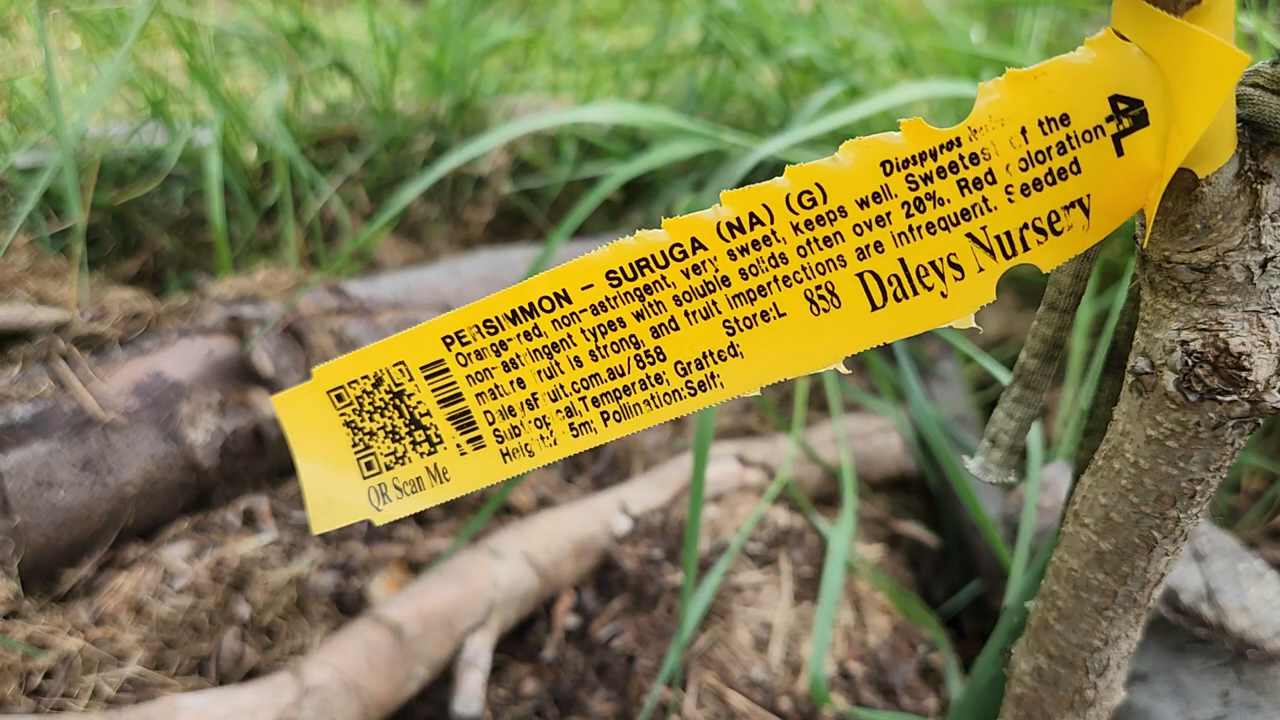 PERSIMMON - SURUGA (NA) (G) Diospyros
Orange-red, non-astringent, very sweet, keeps well. Sweetest of the
non-astringent types with soluble solids often over 20%. Red coloration
mature fruit is strong, and fruit imperfections are infrequent. Seeded
DaleysFruit.com.au/858 Store:L 858 Daleys Nursery
Subtropical,Temperate; Grafted;
Height: 5m; Pollination:Self;
QR Scan Me